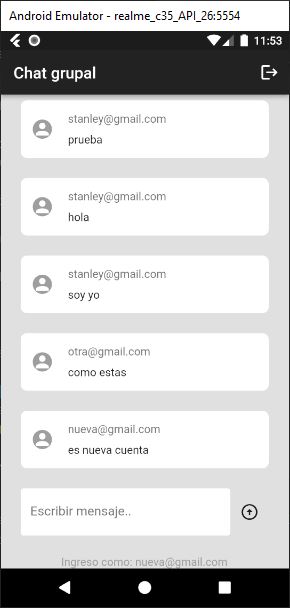 Android Emulator - realme_c35_API_26:5554
11:53
Chat grupal
stanley@gmail.com
prueba
stanley@gmail.com
hola
stanley@gmail.com
soy yo
otra@gmail.com
como estas
nueva@gmail.com
es nueva cuenta
Escribir mensaje..
Ingreso como: nueva@gmail.com